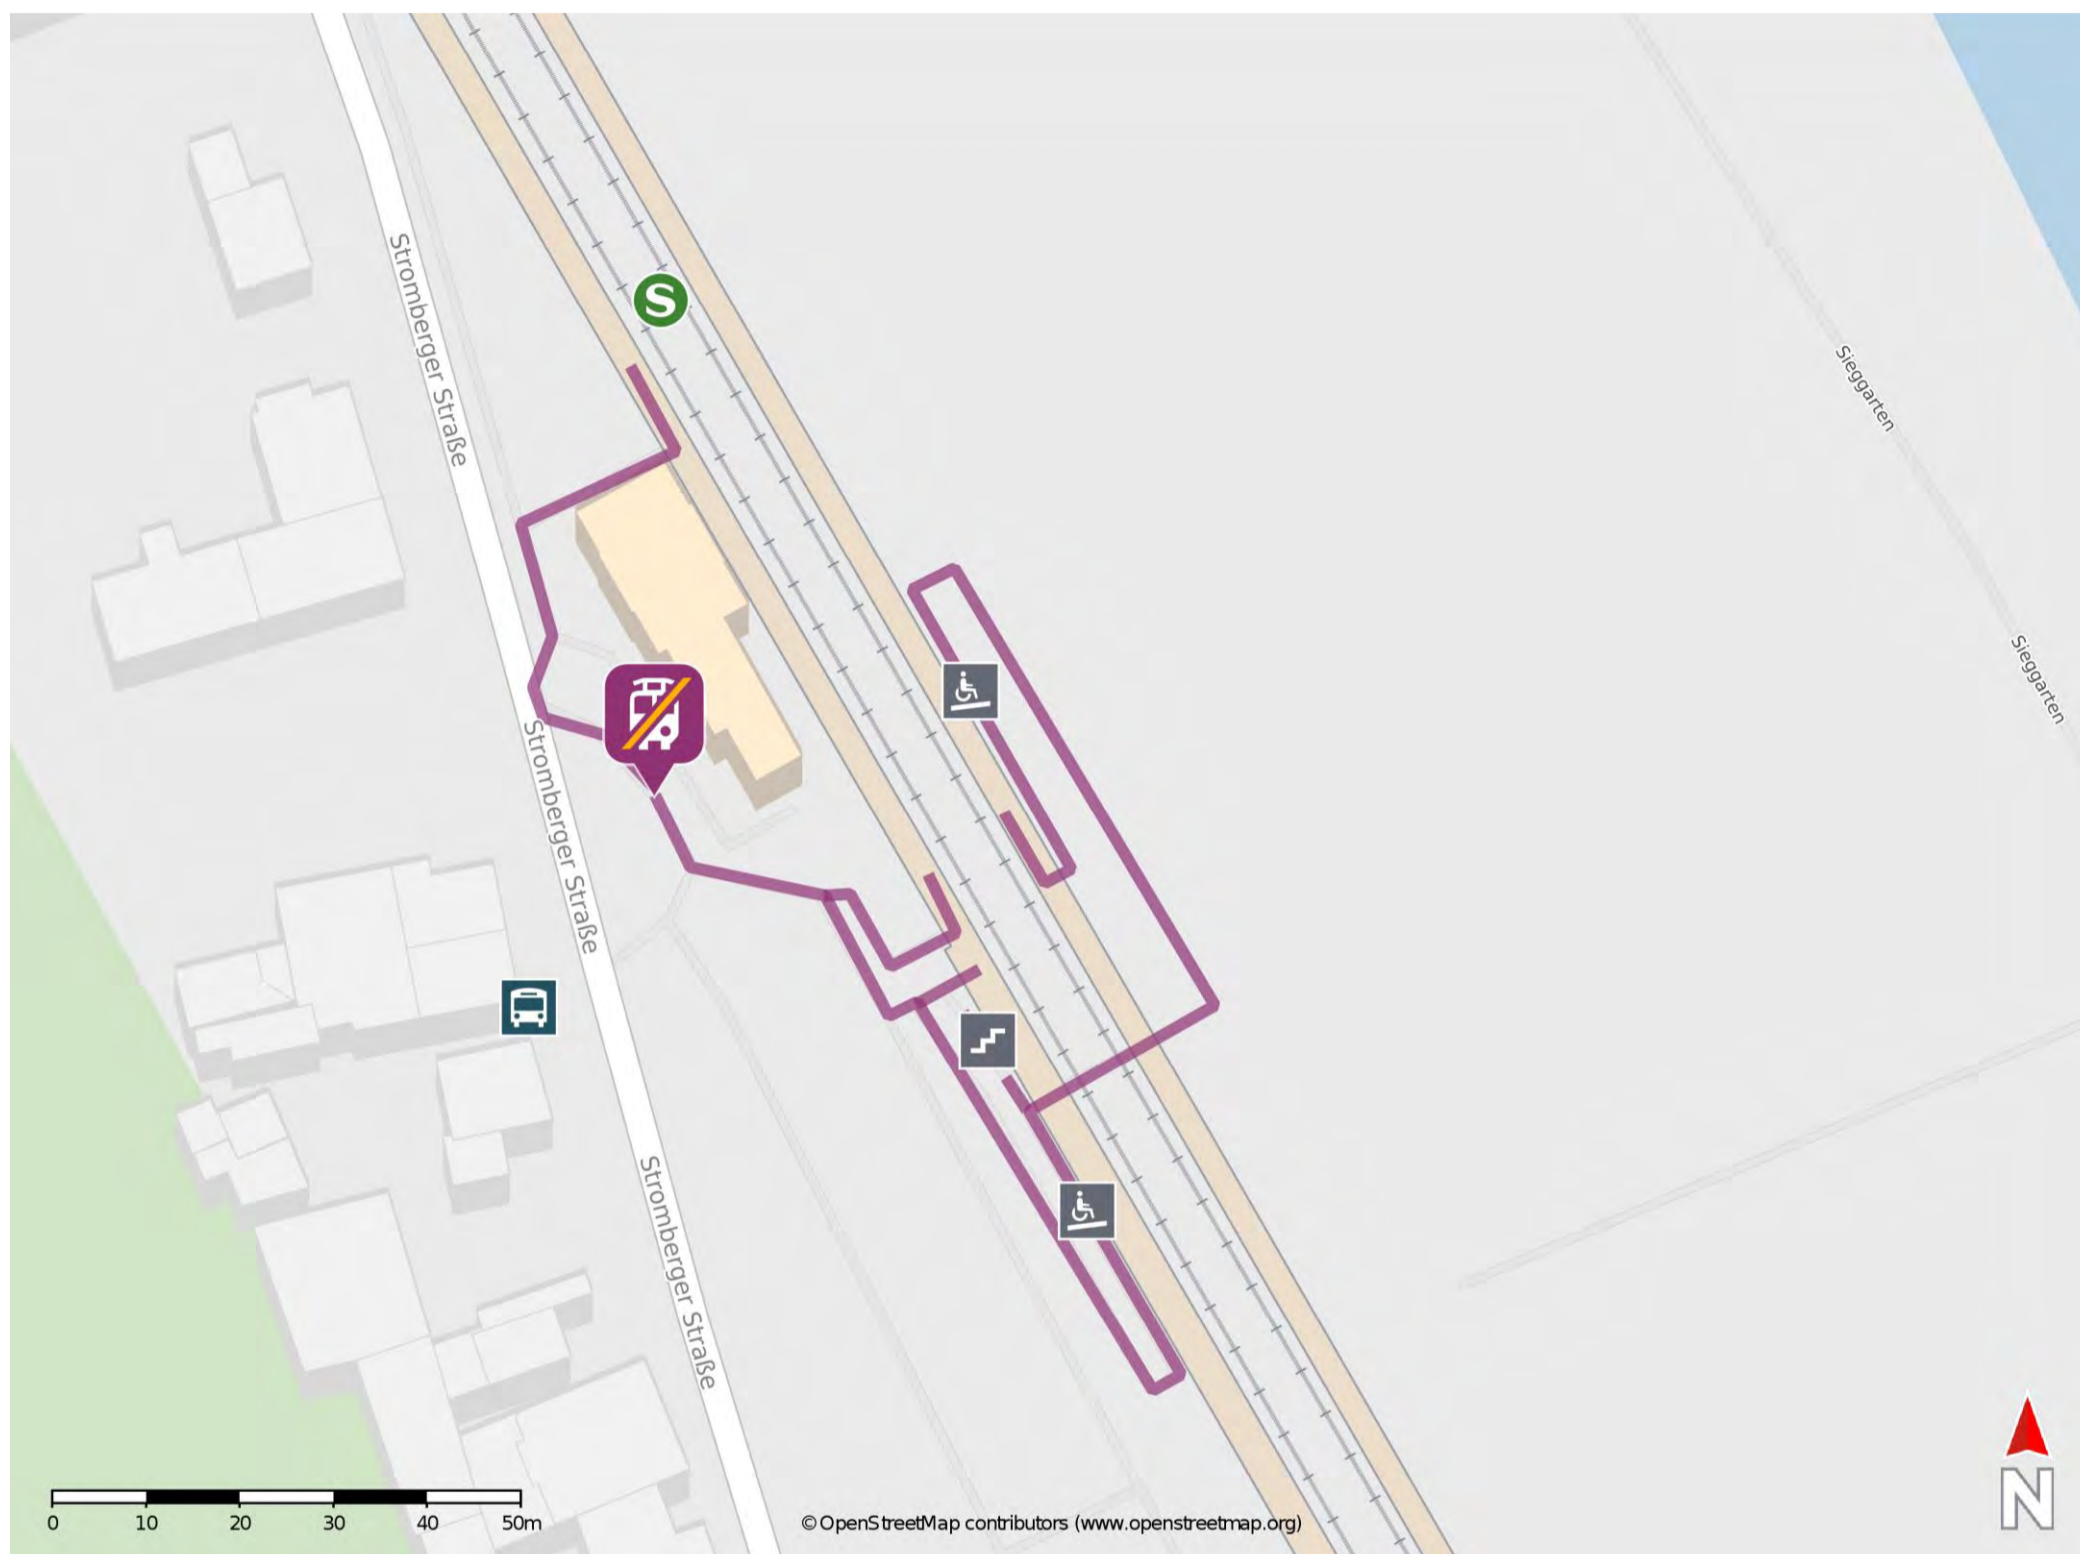 Stromberger Straße
S
Sieggarten
Sieggarten
Stromberger Straße
Stromberger Straße
0 10 20 30 40 50m
© OpenStreetMap contributors (www.openstreetmap.org)
N